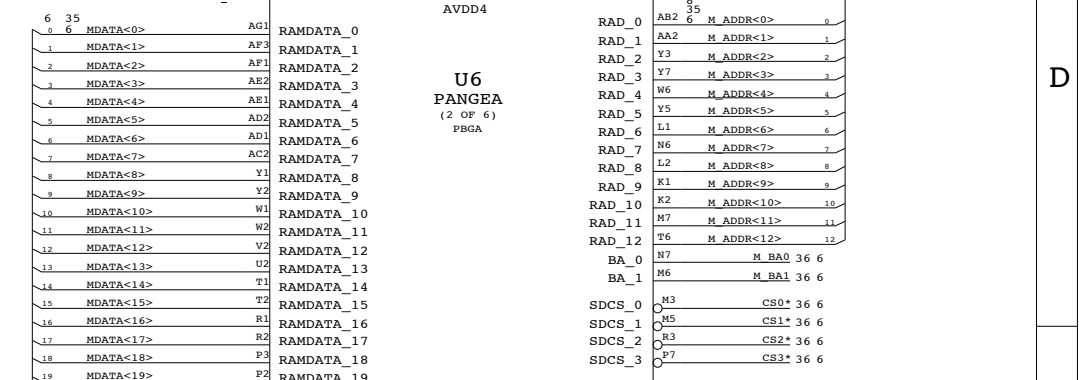 AVDD4
U6
PANGEA
(2 OF 6)
PBGA
D
6 35
6
0 MDATA<0> AG1 RAMDATA_0
1 MDATA<1> AF3 RAMDATA_1
2 MDATA<2> AF1 RAMDATA_2
3 MDATA<3> AE2 RAMDATA_3
4 MDATA<4> AE1 RAMDATA_4
5 MDATA<5> AD2 RAMDATA_5
6 MDATA<6> AD1 RAMDATA_6
7 MDATA<7> AC2 RAMDATA_7
8 MDATA<8> Y1 RAMDATA_8
9 MDATA<9> Y2 RAMDATA_9
10 MDATA<10> W1 RAMDATA_10
11 MDATA<11> W2 RAMDATA_11
12 MDATA<12> V2 RAMDATA_12
13 MDATA<13> U2 RAMDATA_13
14 MDATA<14> T1 RAMDATA_14
15 MDATA<15> T2 RAMDATA_15
16 MDATA<16> R1 RAMDATA_16
17 MDATA<17> R2 RAMDATA_17
18 MDATA<18> P3 RAMDATA_18
19 MDATA<19> P2 RAMDATA_19
35
6
RAD_0 AB2 M_ADDR<0> 0
RAD_1 AA2 M_ADDR<1> 1
RAD_2 Y3 M_ADDR<2> 2
RAD_3 Y7 M_ADDR<3> 3
RAD_4 W6 M_ADDR<4> 4
RAD_5 Y5 M_ADDR<5> 5
RAD_6 L1 M_ADDR<6> 6
RAD_7 N6 M_ADDR<7> 7
RAD_8 L2 M_ADDR<8> 8
RAD_9 K1 M_ADDR<9> 9
RAD_10 K2 M_ADDR<10> 10
RAD_11 M7 M_ADDR<11> 11
RAD_12 T6 M_ADDR<12> 12
BA_0 N7 M_BA0 36 6
BA_1 M6 M_BA1 36 6
SDCS_0 M3 CS0* 36 6
SDCS_1 M5 CS1* 36 6
SDCS_2 R3 CS2* 36 6
SDCS_3 P7 CS3* 36 6